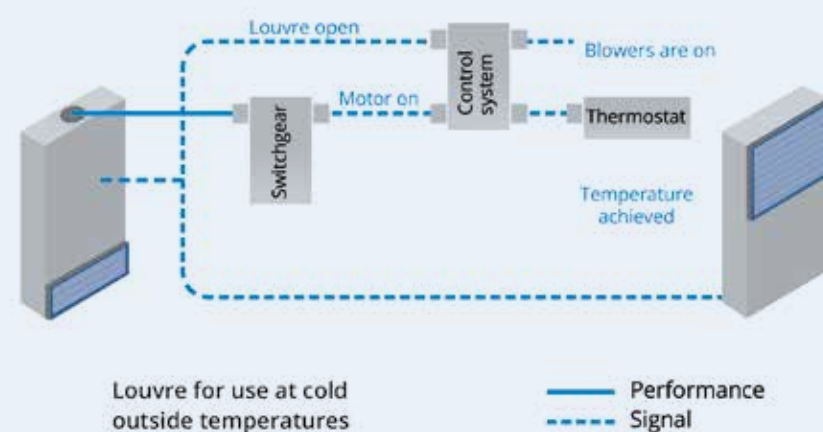 Louvre open
Blowers are on
Control
system
Motor on
Switchgear
Thermostat
Temperature
achieved
Louvre for use at cold
outside temperatures
Performance
Signal